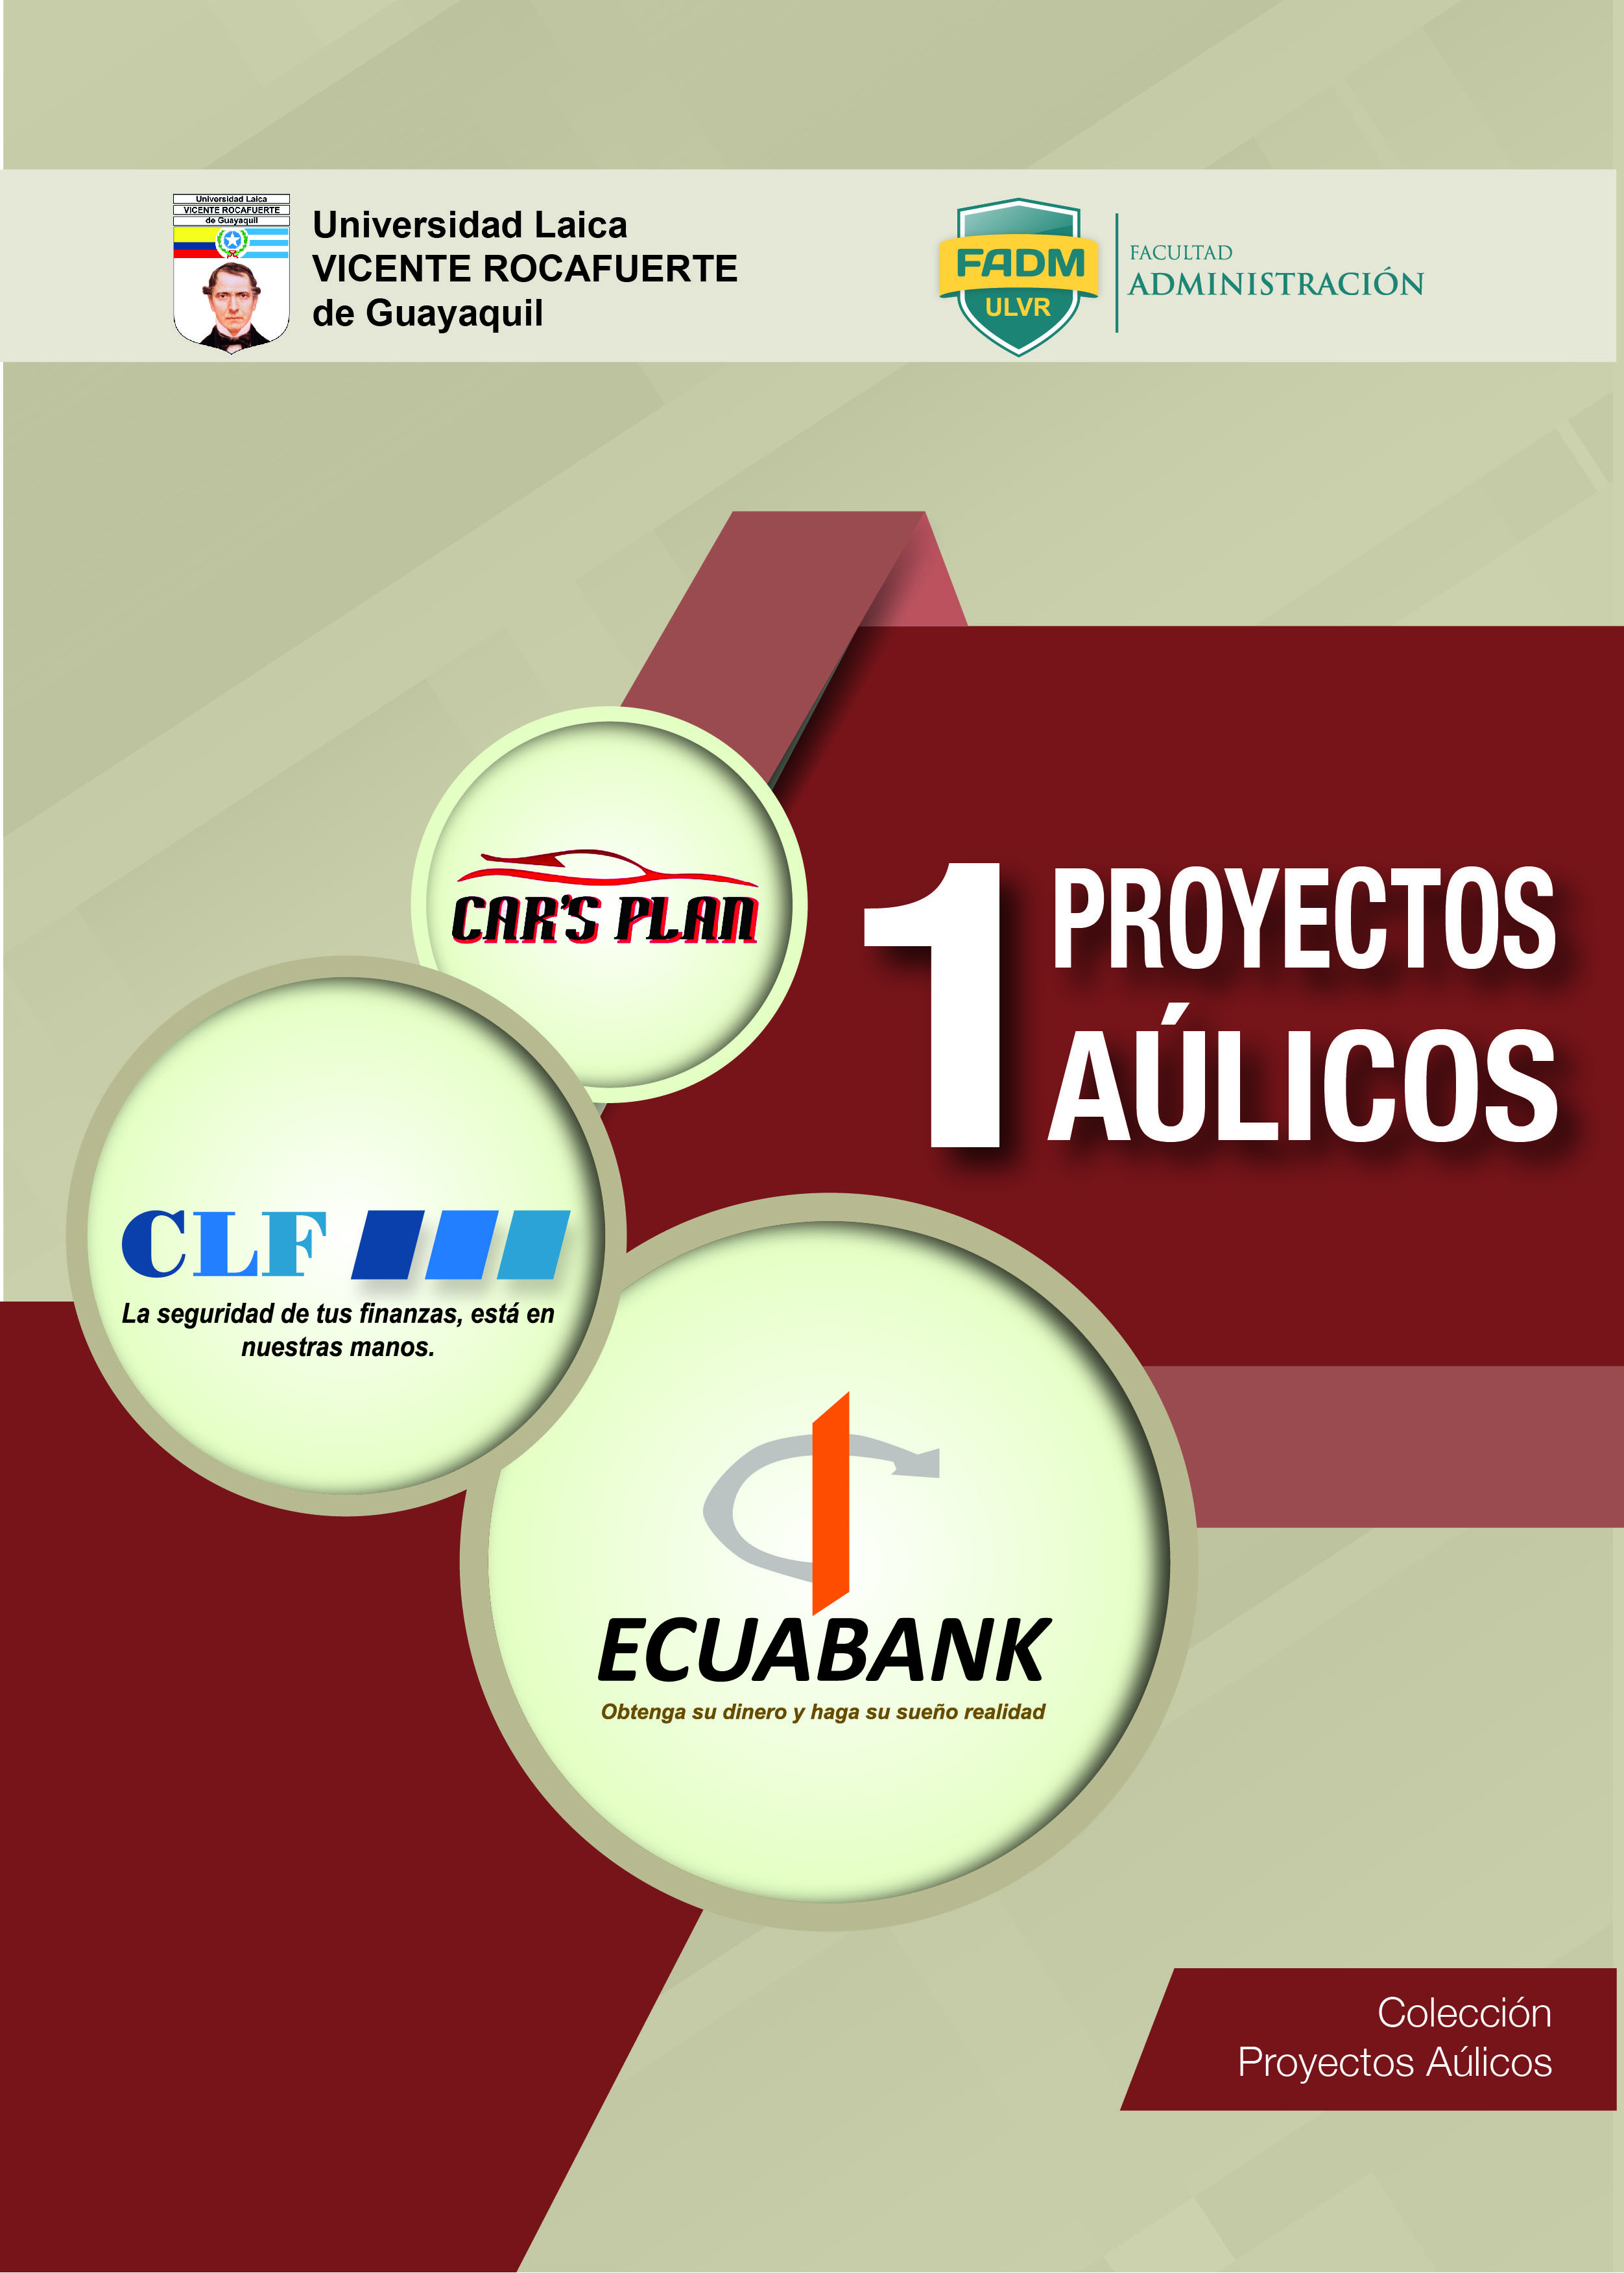 Universidad Laica
VICENTE ROCAFUERTE
de Guayaquil
Universidad Laica
VICENTE ROCAFUERTE
de Guayaquil
FADM
ULVR
FACULTAD
ADMINISTRACIÓN
CAR'S PLAN
1
PROYECTOS
AÚLICOS
CLF
La seguridad de tus finanzas, está en
nuestras manos.
ECUABANK
Obtenga su dinero y haga su sueño realidad
Colección
Proyectos Aúlicos